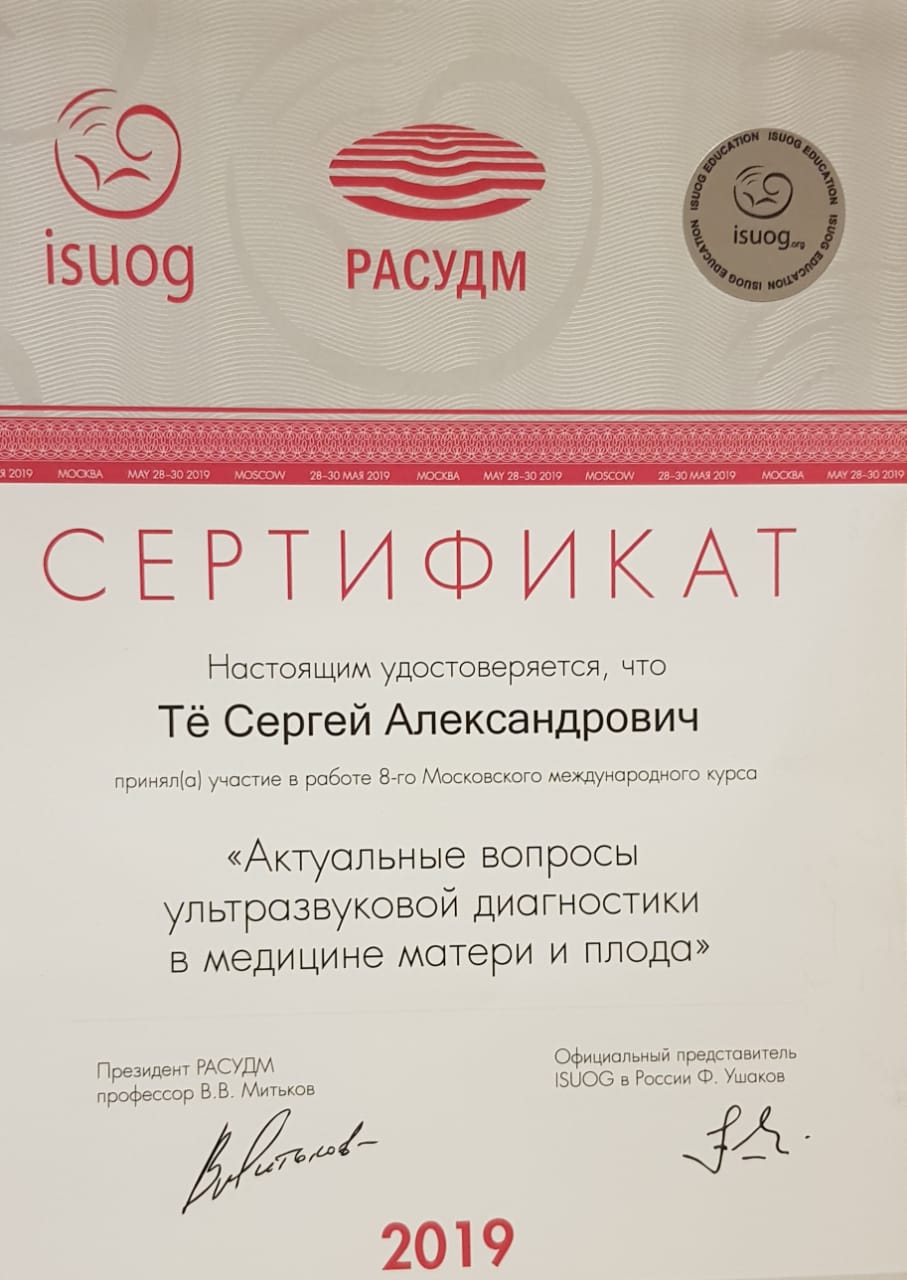 isuog
РАСУДМ
ISUOG EDUCATION ISUOG EDUCATION ISUOG EDUCATION ISUOG EDUCATION
isuog.org
Я 2019 МОСКВА MAY 28–30 2019 MOSCOW 28–30 МАЯ 2019 МОСКВА MAY 28–30 2019 MOSCOW 28–30 МАЯ 2019 МОСКВА MAY 28–30 2019
СЕРТИФИКАТ
Настоящим удостоверяется, что
Тё Сергей Александрович
принял(а) участие в работе 8-го Московского международного курса
«Актуальные вопросы
ультразвуковой диагностики
в медицине матери и плода»
Президент РАСУДМ
профессор В.В. Митьков
Официальный представитель
ISUOG в России Ф. Ушаков
2019